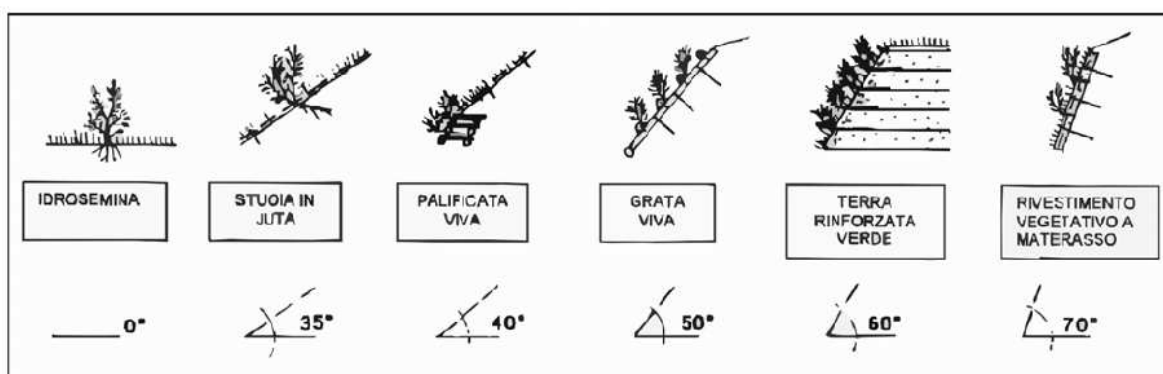 IDROSEMINA
STUOIA IN
JUTA
PALIFICATA
VIVA
GRATA
VIVA
TERRA
RINFORZATA
VERDE
RIVESTIMENTO
VEGETATIVO A
MATERASSO
0°
35°
40°
50°
60°
70°